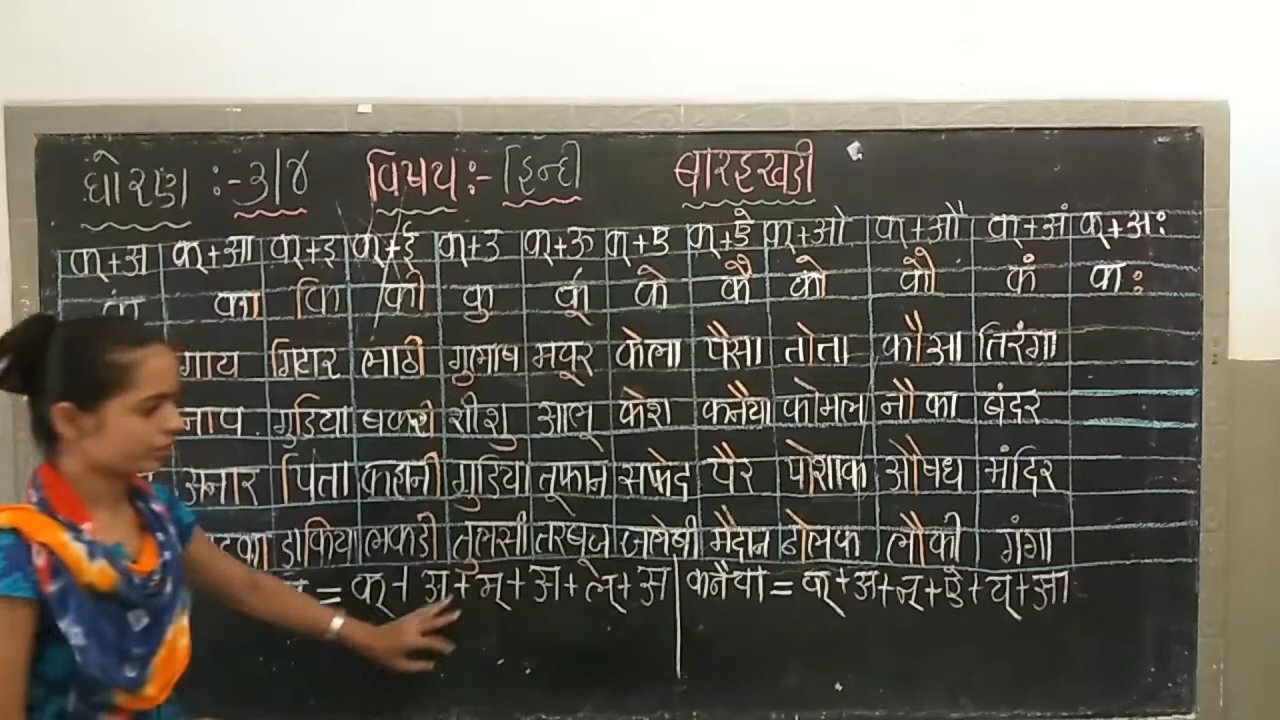 धोरण :- ३।४ विषय :- हिन्दी बारहखडी
क्+अ क्+आ क्+इ क्+ई क्+उ क्+ऊ क्+ए क्+ऐ क्+ओ क्+औ क्+अं क्+अः
क का कि की कु कू के कै को कौ कं कः
गाय गिटार लाठी गुलाब मयूर केला पैसा तोता कौआ तिरंगा
नाव गुडिया बकरी शीशु आलू केश कनैया कोमल नौका बंदर
अनार पिता कहानी गुडिया तूफान सफेद पैर पोशाक औषध मंदिर
डाकिया लकडी तुलसी तरबूज जलेबी मैदान ढोलक लौकी गंगा
= क्+अ+म्+अ+ल्+अ कनैया = क्+अ+न्+ऐ+य्+आ